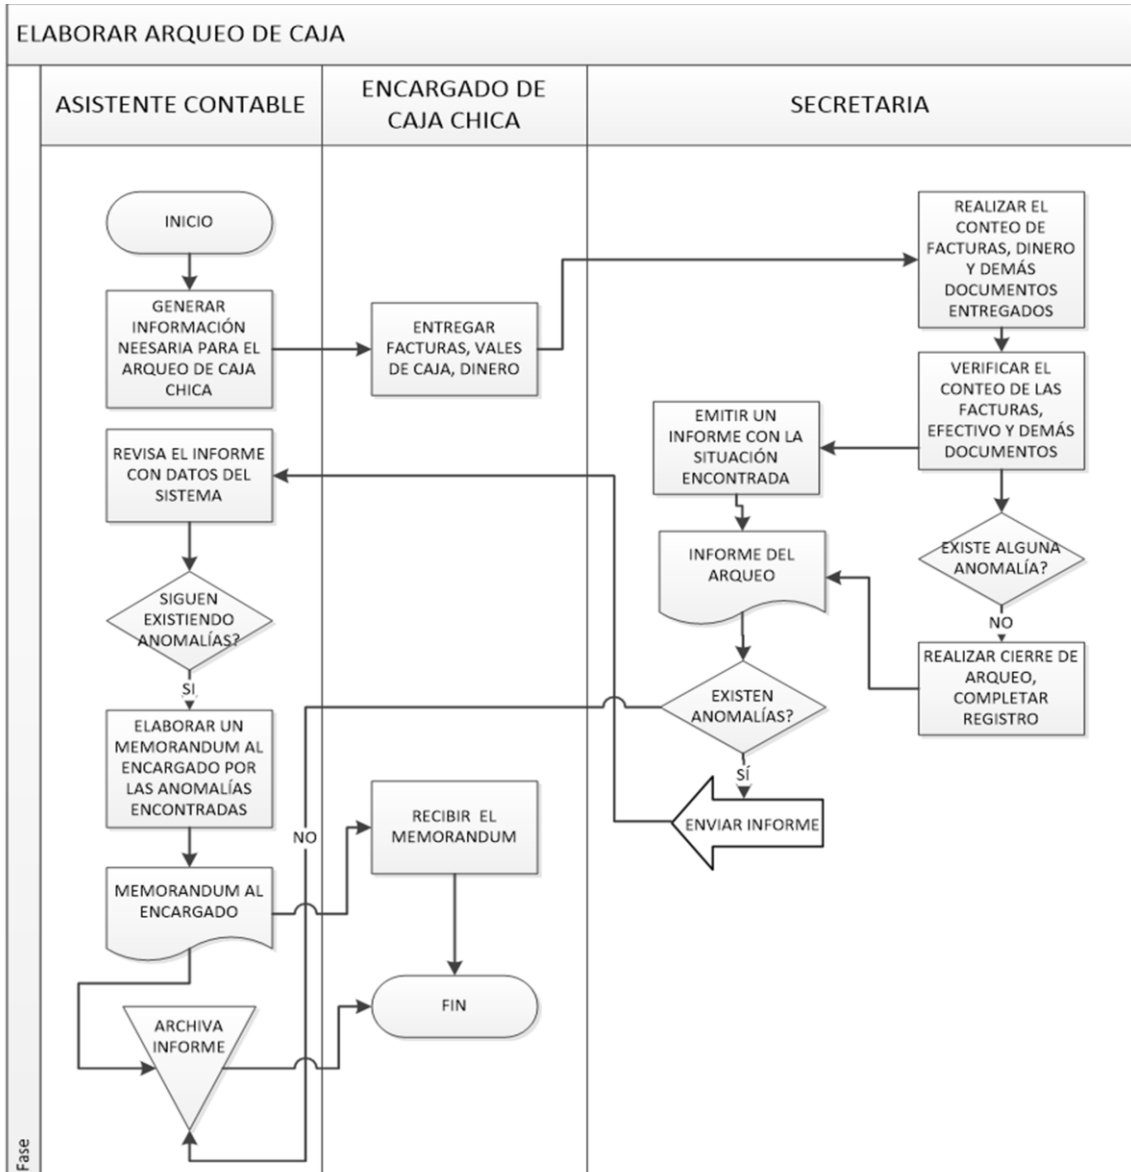 ELABORAR ARQUEO DE CAJA
ASISTENTE CONTABLE
ENCARGADO DE
CAJA CHICA
SECRETARIA
INICIO
GENERAR
INFORMACIÓN
NEESARIA PARA EL
ARQUEO DE CAJA
CHICA
ENTREGAR
FACTURAS, VALES
DE CAJA, DINERO
REALIZAR EL
CONTEO DE
FACTURAS, DINERO
Y DEMÁS
DOCUMENTOS
ENTREGADOS
VERIFICAR EL
CONTEO DE LAS
FACTURAS,
EFECTIVO Y DEMÁS
DOCUMENTOS
EMITIR UN
INFORME CON LA
SITUACIÓN
ENCONTRADA
REVISA EL INFORME
CON DATOS DEL
SISTEMA
EXISTE ALGUNA
ANOMALÍA?
NO
INFORME DEL
ARQUEO
REALIZAR CIERRE DE
ARQUEO,
COMPLETAR
REGISTRO
SIGUEN
EXISTIENDO
ANOMALÍAS?
SI
EXISTEN
ANOMALÍAS?
SÍ
ENVIAR INFORME
ELABORAR UN
MEMORANDUM AL
ENCARGADO POR
LAS ANOMALÍAS
ENCONTRADAS
NO
RECIBIR EL
MEMORANDUM
MEMORANDUM AL
ENCARGADO
ARCHIVA
INFORME
FIN
Fase